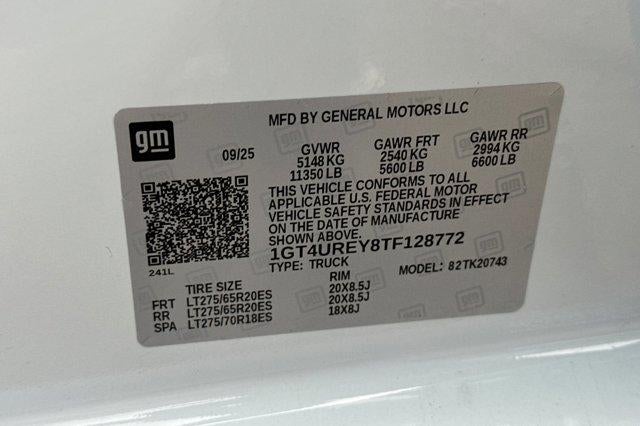 MFD BY GENERAL MOTORS LLC
gm
09/25 GVWR GAWR FRT GAWR RR
5148 KG 2540 KG 2994 KG
11350 LB 5600 LB 6600 LB
THIS VEHICLE CONFORMS TO ALL
APPLICABLE U.S. FEDERAL MOTOR
VEHICLE SAFETY STANDARDS IN EFFECT
ON THE DATE OF MANUFACTURE
SHOWN ABOVE.
1GT4UREY8TF128772
TYPE: TRUCK MODEL: 82TK20743
241L
TIRE SIZE RIM
FRT LT275/65R20ES 20X8.5J
RR LT275/65R20ES 20X8.5J
SPA LT275/70R18ES 18X8J